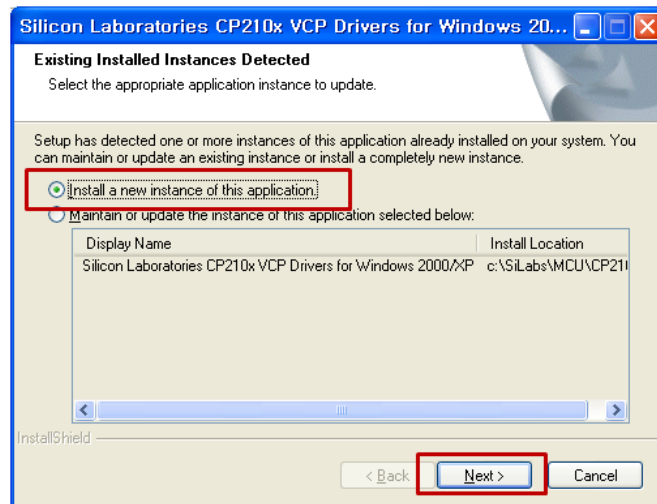 Silicon Laboratories CP210x VCP Drivers for Windows 20...
Existing Installed Instances Detected
Select the appropriate application instance to update.
Setup has detected one or more instances of this application already installed on your system. You
can maintain or update an existing instance or install a completely new instance.
Install a new instance of this application.
Maintain or update the instance of this application selected below:
Display Name Install Location
Silicon Laboratories CP210x VCP Drivers for Windows 2000/XP c:\SiLabs\MCU\CP21
InstallShield
< Back Next > Cancel